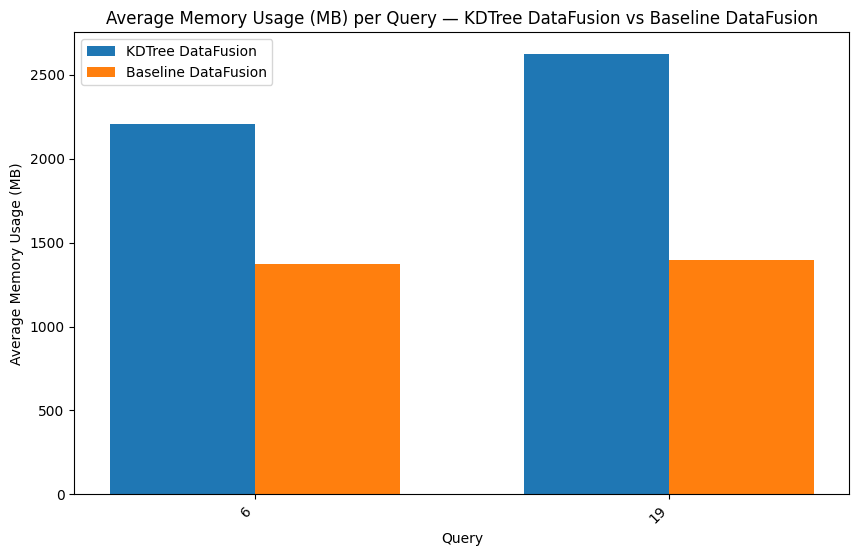 Average Memory Usage (MB) per Query — KDTree DataFusion vs Baseline DataFusion
KDTree DataFusion
Baseline DataFusion
Average Memory Usage (MB)
2500
2000
1500
1000
500
0
6
19
Query